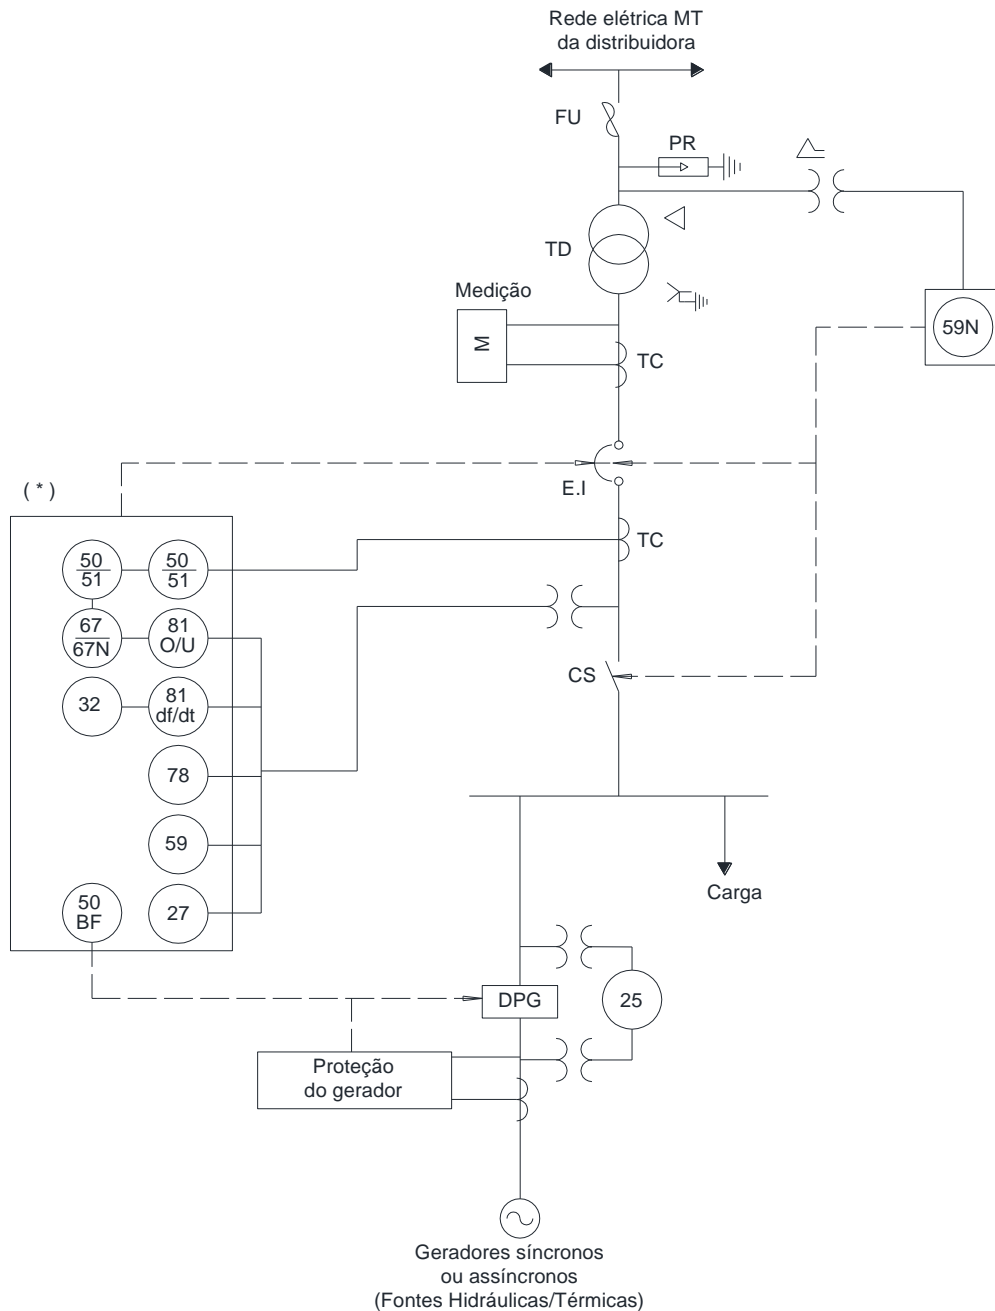 Rede elétrica MT
da distribuidora
FU
PR
TD
Medição
M
TC
59N
E.I
( * )
TC
50
51
50
51
67
67N
81
O/U
CS
32
81
df/dt
78
59
Carga
50
BF
27
DPG
25
Proteção
do gerador
Geradores síncronos
ou assíncronos
(Fontes Hidráulicas/Térmicas)